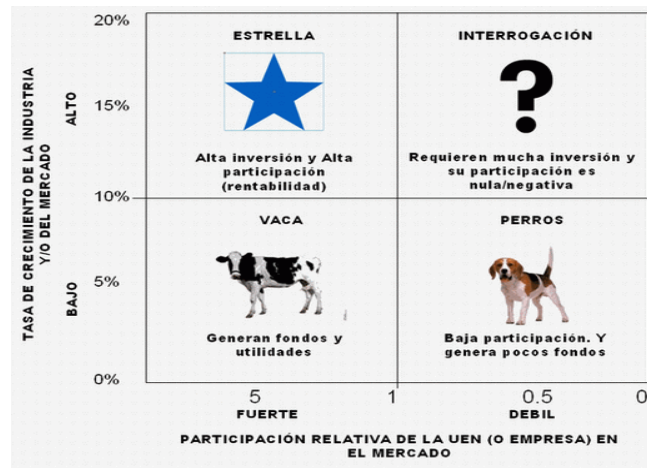 20%
ESTRELLA
INTERROGACIÓN
?
15%
Alta inversión y Alta
participación
(rentabilidad)
Requieren mucha inversión y
su participación es
nula/negativa
10%
VACA
PERROS
5%
Generan fondos y
utilidades
Baja participación. Y
genera pocos fondos
0%
TASA DE CRECIMIENTO DE LA INDUSTRIA
Y/O DEL MERCADO
ALTO
BAJO
5
1
0.5
0
FUERTE
DEBIL
PARTICIPACIÓN RELATIVA DE LA UEN (O EMPRESA) EN
EL MERCADO